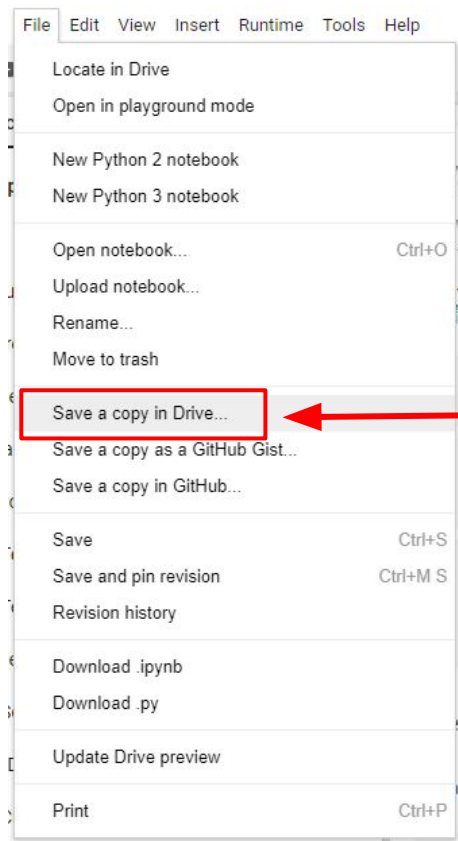 File Edit View Insert Runtime Tools Help
Locate in Drive
Open in playground mode
New Python 2 notebook
New Python 3 notebook
Open notebook... Ctrl+O
Upload notebook...
Rename...
Move to trash
Save a copy in Drive...
Save a copy as a GitHub Gist...
Save a copy in GitHub...
Save Ctrl+S
Save and pin revision Ctrl+M S
Revision history
Download .ipynb
Download .py
Update Drive preview
Print Ctrl+P